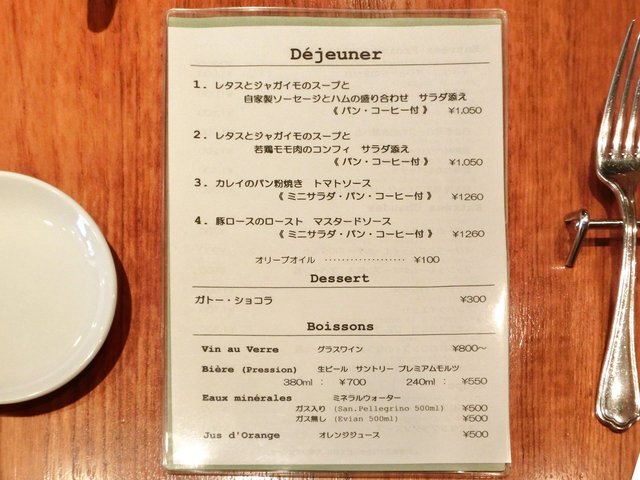 Déjeuner
1. レタスとジャガイモのスープと
自家製ソーセージとハムの盛り合わせ　サラダ添え
《 パン・コーヒー付 》 ¥1,050
2. レタスとジャガイモのスープと
若鶏モモ肉のコンフィ　サラダ添え
《 パン・コーヒー付 》 ¥1,050
3. カレイのパン粉焼き　トマトソース
《 ミニサラダ・パン・コーヒー付 》 ¥1260
4. 豚ロースのロースト　マスタードソース
《 ミニサラダ・パン・コーヒー付 》 ¥1260
オリーブオイル ‥‥‥‥‥‥‥‥‥ ¥100
Dessert
ガトー・ショコラ ¥300
Boissons
Vin au Verre グラスワイン ¥800～
Bière (Pression) 生ビール　サントリー プレミアムモルツ
380ml : ¥700 240ml : ¥550
Eaux minérales ミネラルウォーター
ガス入り (San.Pellegrino 500ml) ¥500
ガス無し (Evian 500ml) ¥500
Jus d'Orange オレンジジュース ¥500